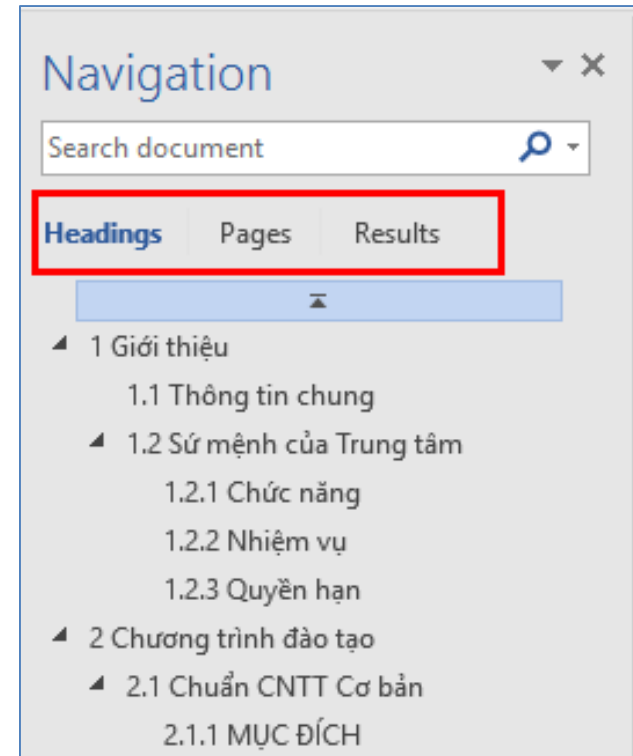 Navigation
Search document
Headings Pages Results
1 Giới thiệu
1.1 Thông tin chung
1.2 Sứ mệnh của Trung tâm
1.2.1 Chức năng
1.2.2 Nhiệm vụ
1.2.3 Quyền hạn
2 Chương trình đào tạo
2.1 Chuẩn CNTT Cơ bản
2.1.1 MỤC ĐÍCH